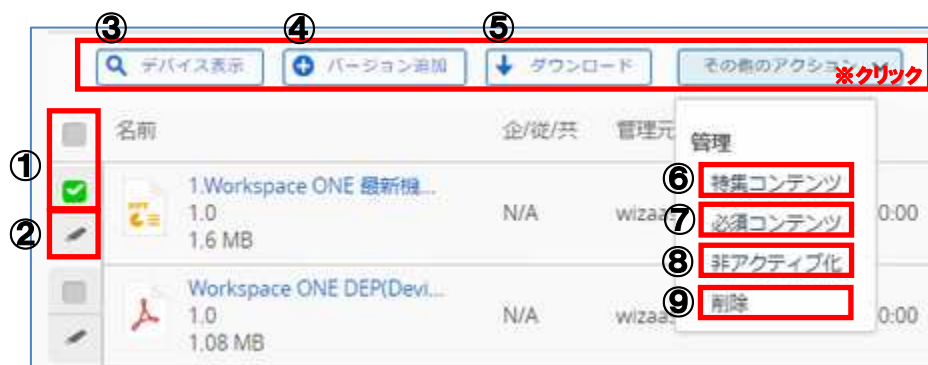 ③ ④ ⑤
デバイス表示 バージョン追加 ダウンロード その他のアクション
※クリック
名前 企/従/共 管理元
管理
①
1.Workspace ONE 最新機...
⑥ 特集コンテンツ
1.0 N/A wizaa 0:00
⑦ 必須コンテンツ
②
1.6 MB
⑧ 非アクティブ化
Workspace ONE DEP(Devi...
⑨ 削除
1.0 N/A wizaa 0:00
1.08 MB